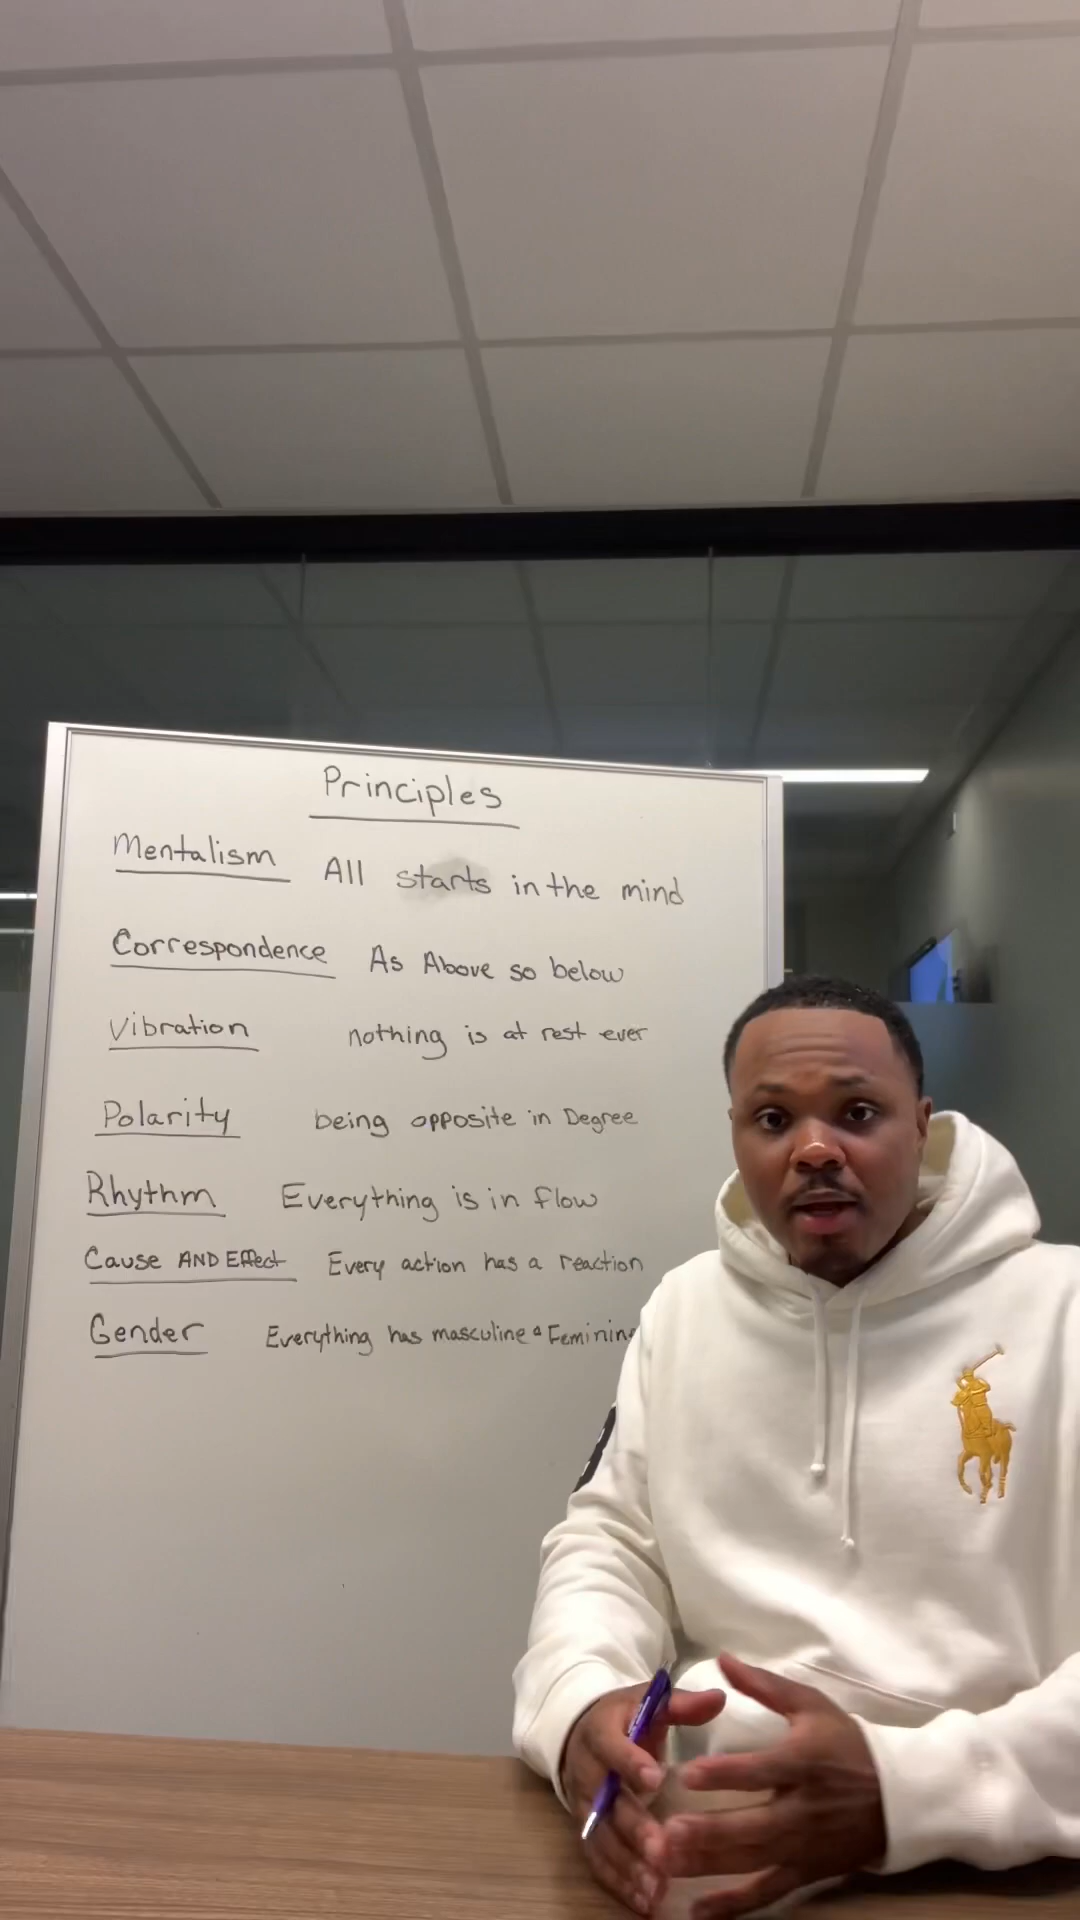 Principles
Mentalism All starts in the mind
Correspondence As Above so below
Vibration nothing is at rest ever
Polarity being opposite in Degree
Rhythm Everything is in flow
Cause AND Effect Every action has a reaction
Gender Everything has masculine & Feminine